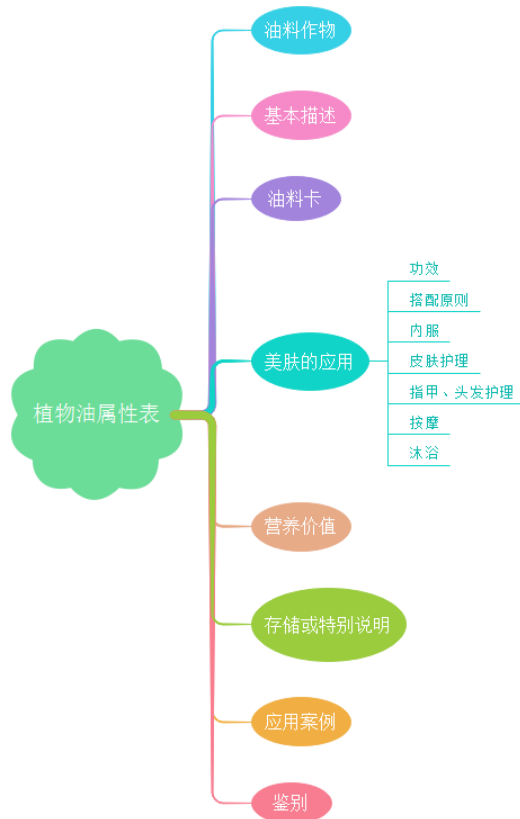 油料作物
基本描述
油料卡
功效
搭配原则
内服
美肤的应用
皮肤护理
指甲、头发护理
按摩
沐浴
植物油属性表
营养价值
存储或特别说明
应用案例
鉴别